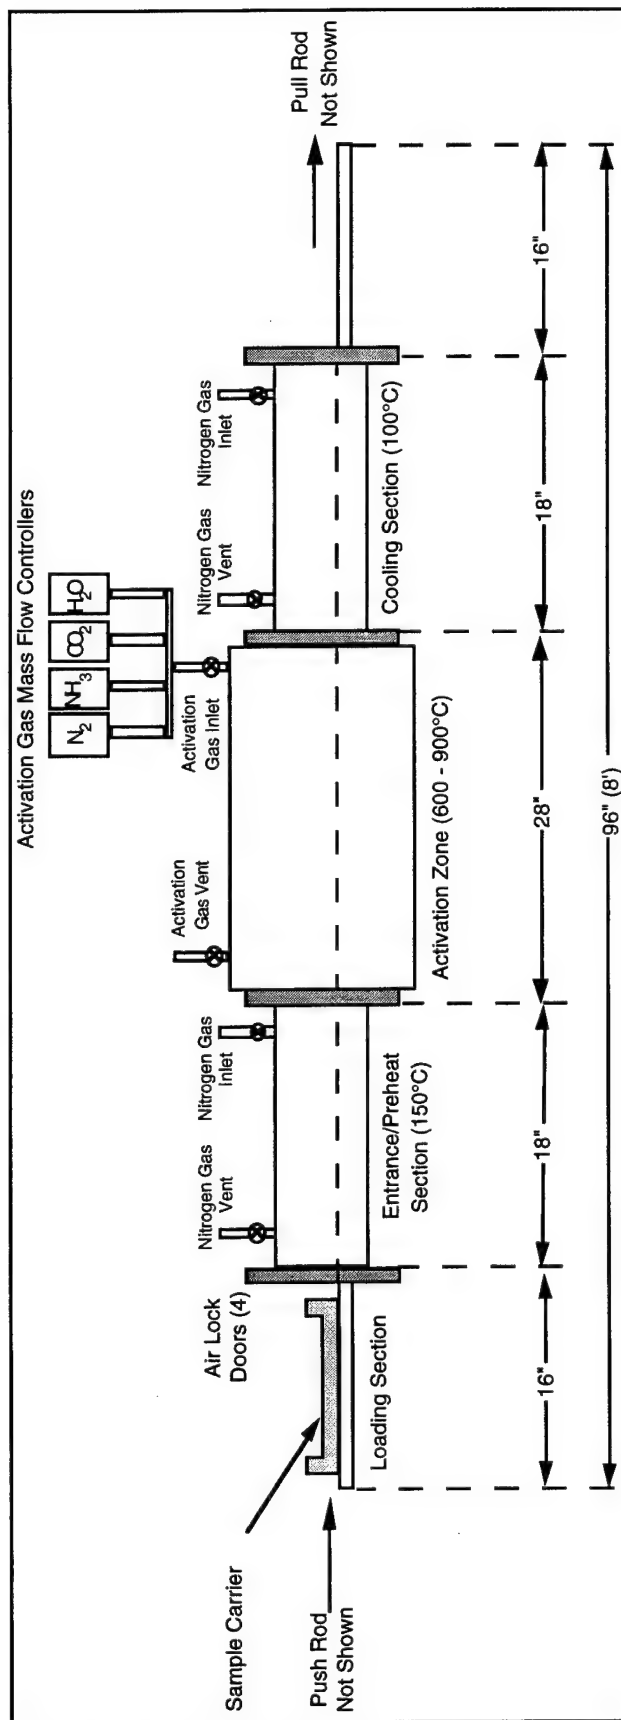 Activation Gas Mass Flow Controllers
N2
NH3
CO2
H2O
Sample Carrier
Air Lock
Doors (4)
Nitrogen Gas
Vent
Nitrogen Gas
Inlet
Activation
Gas Vent
Activation
Gas Inlet
Nitrogen Gas
Vent
Nitrogen Gas
Inlet
Pull Rod
Not Shown
Push Rod
Not Shown
Loading Section
Entrance/Preheat
Section (150°C)
Activation Zone (600 - 900°C)
Cooling Section (100°C)
16"
18"
28"
18"
16"
96" (8')